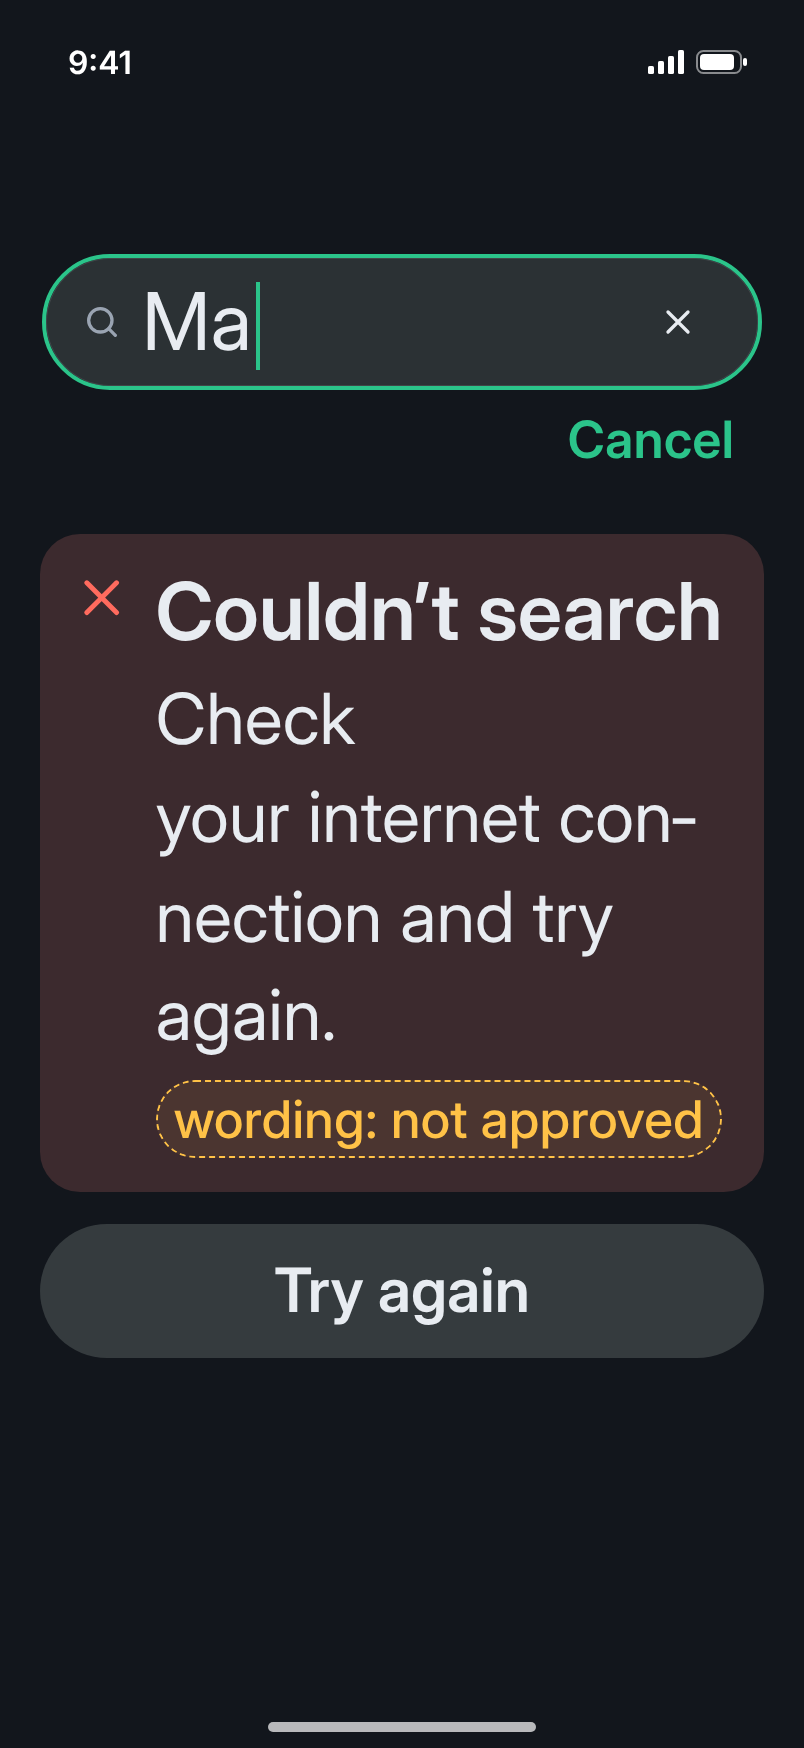 9:41
Ma
Cancel
Couldn’t search
Check
your internet con-
nection and try
again.
wording: not approved
Try again